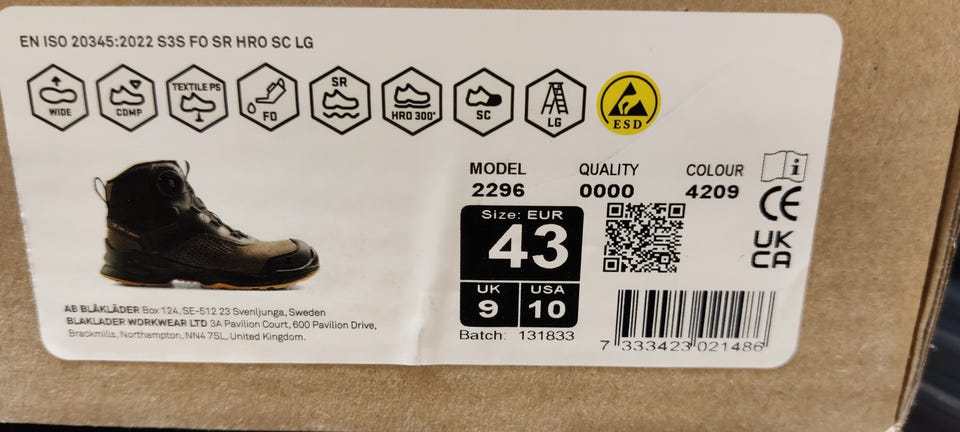 EN ISO 20345:2022 S3S FO SR HRO SC LG
WIDE
COMP
TEXTILE PS
FO
SR
HRO 300°
SC
LG
ESD
MODEL QUALITY COLOUR
2296 0000 4209
i
CE
UK
CA
Size: EUR
43
UK USA
9 10
Batch: 131833
7 333423 021486
AB BLÅKLÄDER Box 124, SE-512 23 Svenljunga, Sweden
BLAKLADER WORKWEAR LTD 3A Pavilion Court, 600 Pavilion Drive,
Brackmills, Northampton, NN4 7SL, United Kingdom.